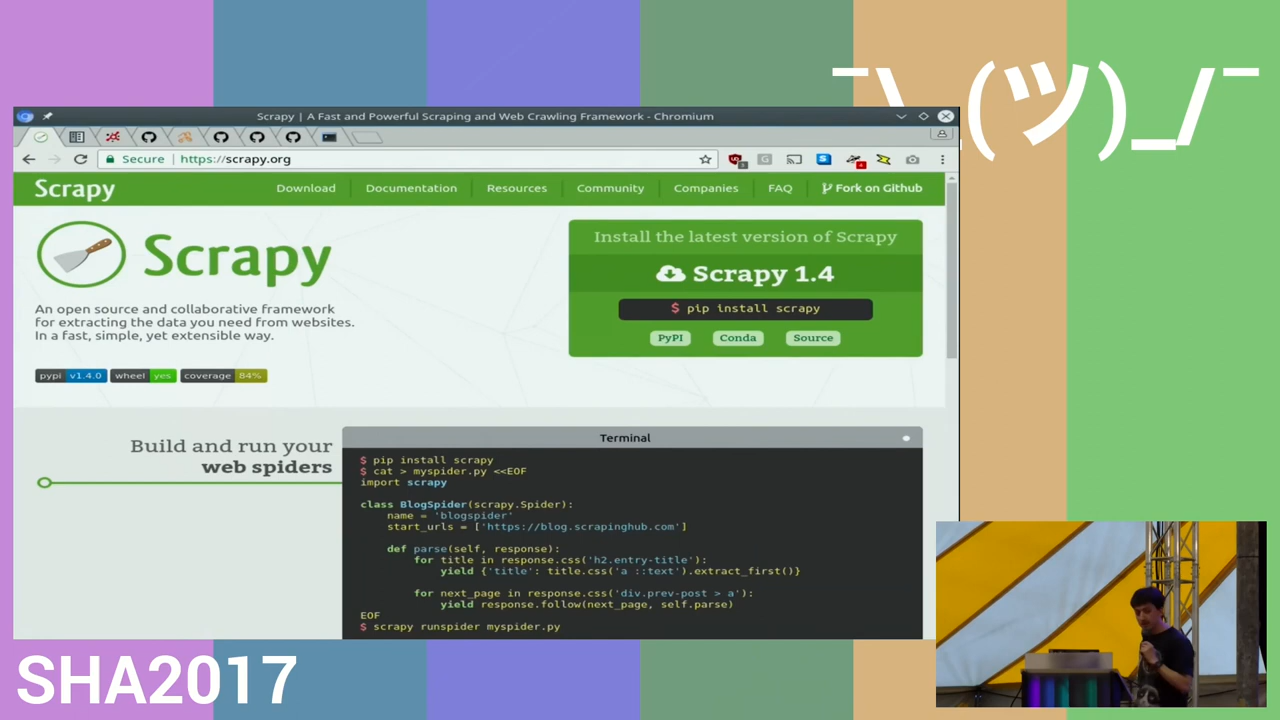 ¯\_(ツ)_/¯
Scrapy | A Fast and Powerful Scraping and Web Crawling Framework - Chromium
Secure | https://scrapy.org
Scrapy
Download
Documentation
Resources
Community
Companies
FAQ
Fork on Github
Scrapy
An open source and collaborative framework
for extracting the data you need from websites.
In a fast, simple, yet extensible way.
pypi v1.4.0
wheel yes
coverage 84%
Install the latest version of Scrapy
Scrapy 1.4
$ pip install scrapy
PyPI
Conda
Source
Build and run your
web spiders
Terminal
$ pip install scrapy
$ cat > myspider.py <<EOF
import scrapy
class BlogSpider(scrapy.Spider):
name = 'blogspider'
start_urls = ['https://blog.scrapinghub.com']
def parse(self, response):
for title in response.css('h2.entry-title'):
yield {'title': title.css('a ::text').extract_first()}
for next_page in response.css('div.prev-post > a'):
yield response.follow(next_page, self.parse)
EOF
$ scrapy runspider myspider.py
SHA2017